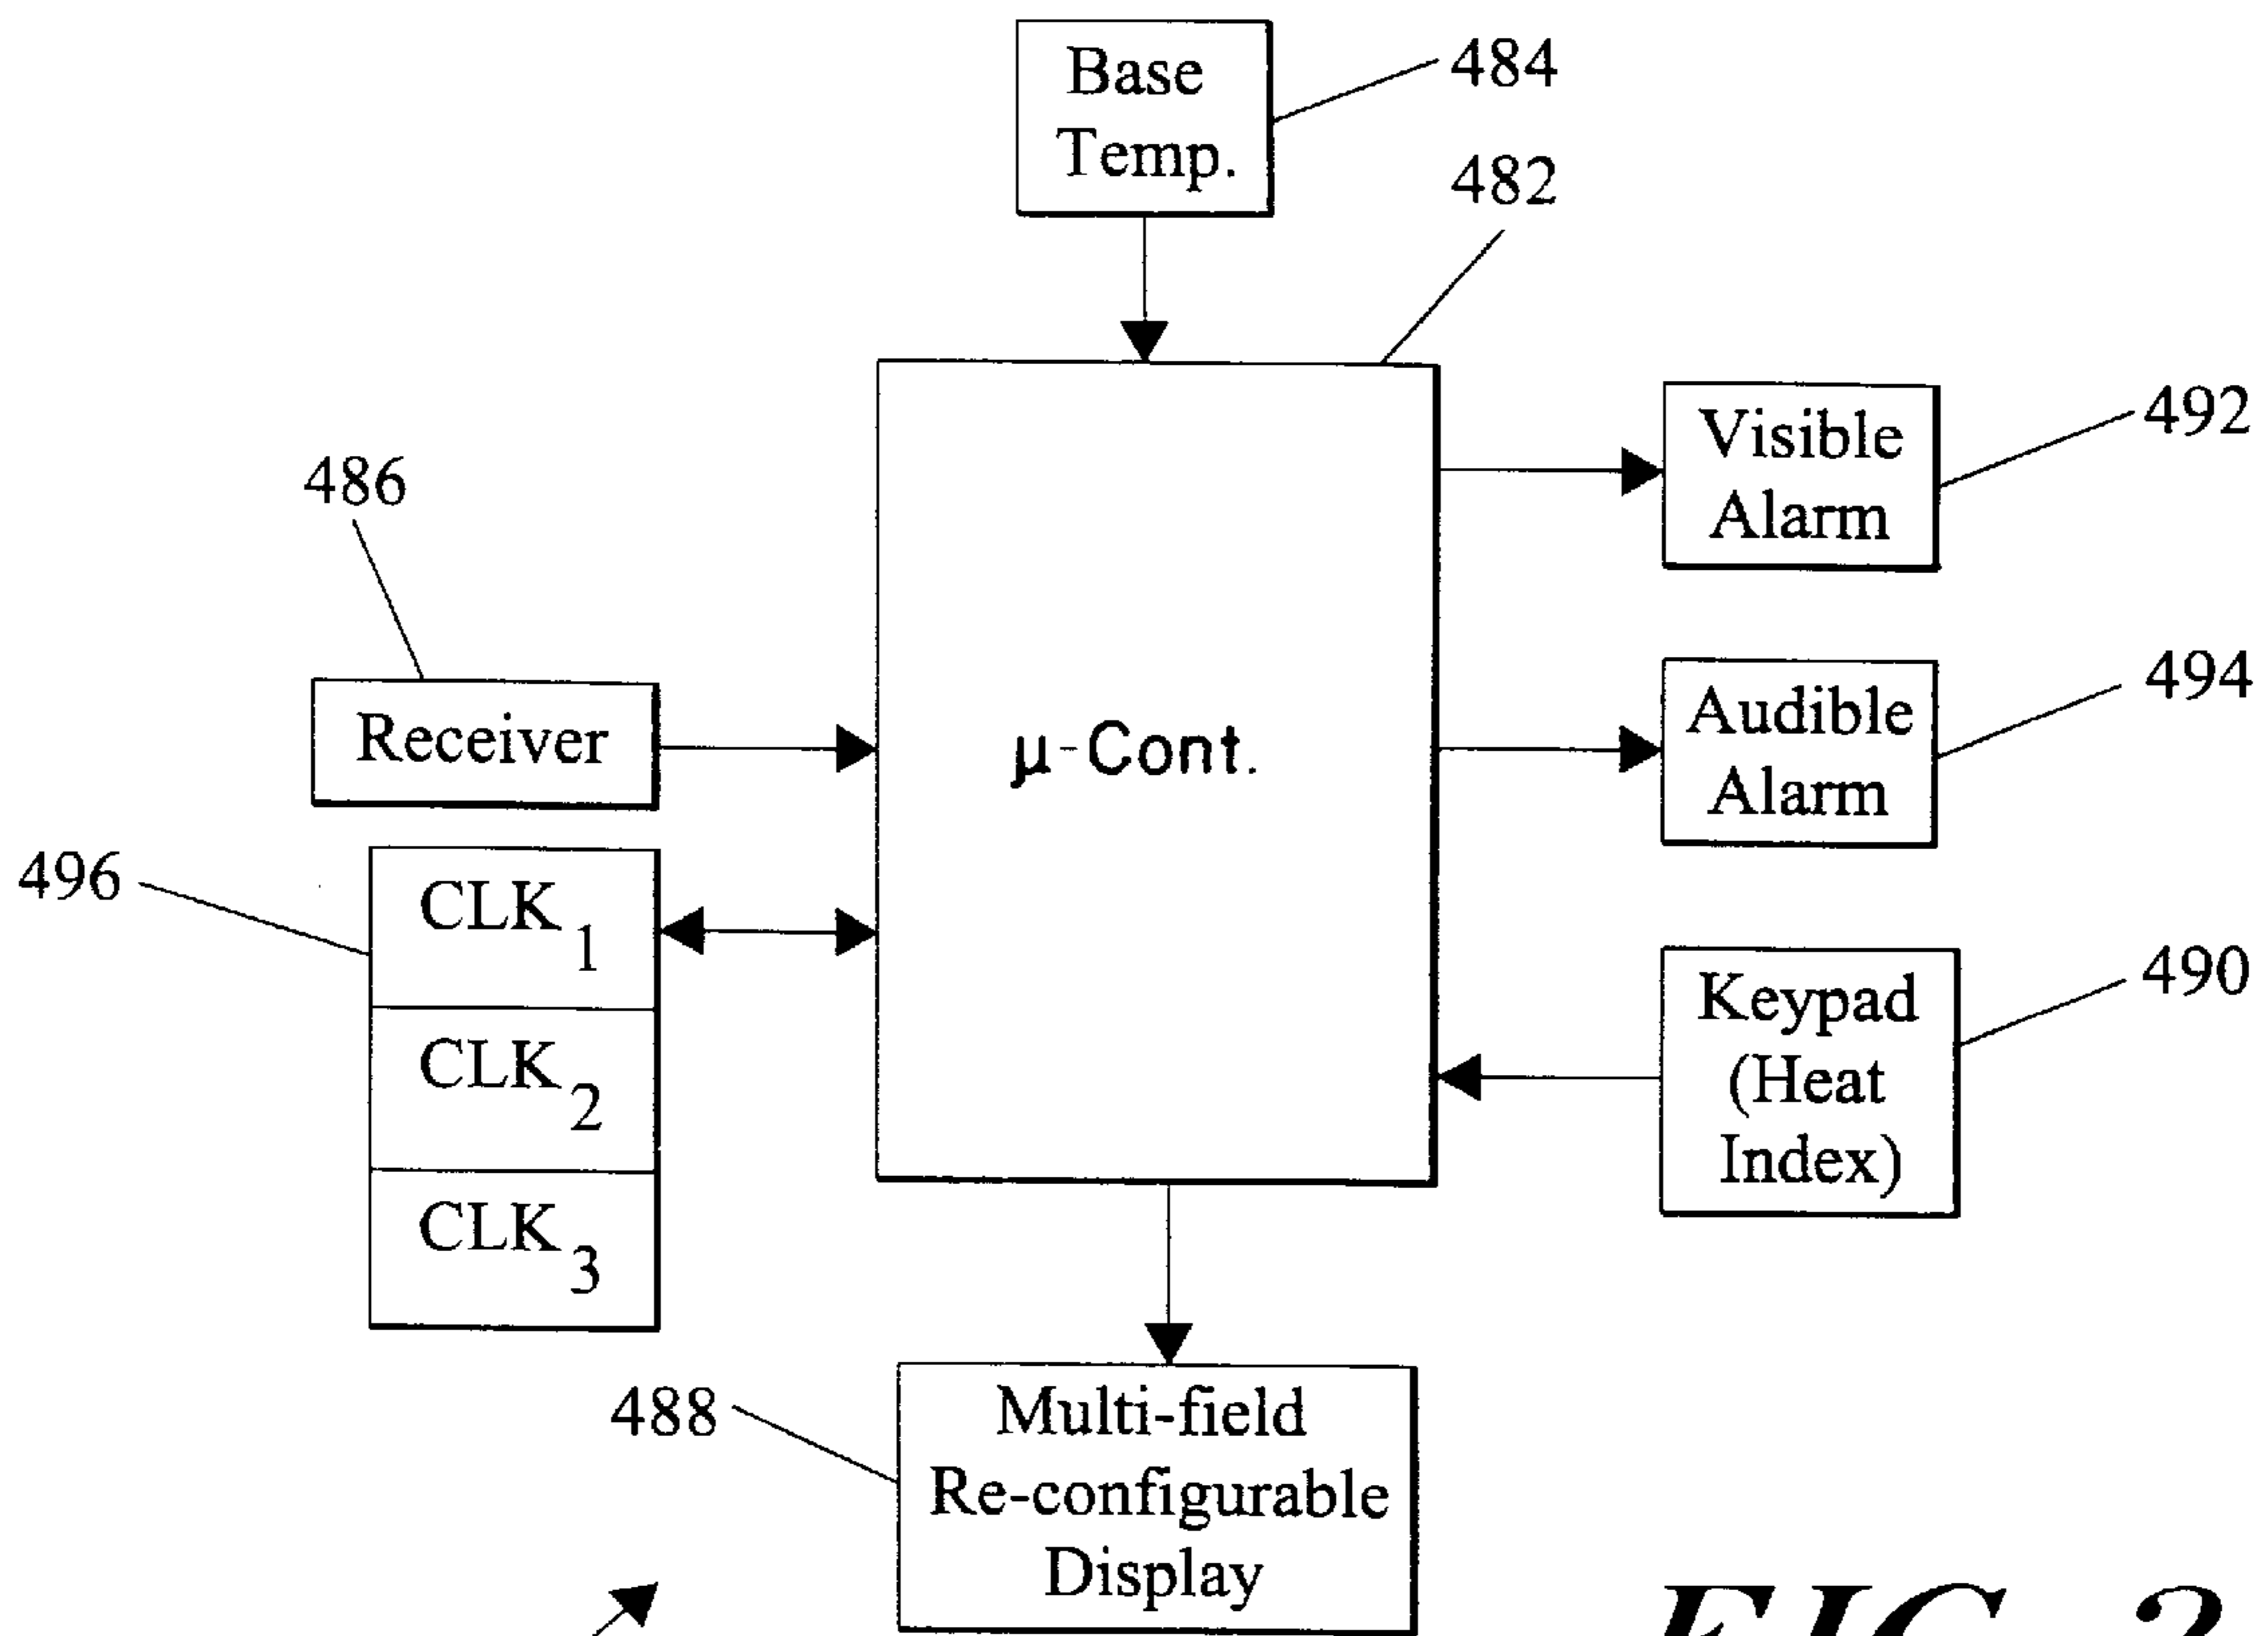 Base
Temp.
484
482
492
Visible
Alarm
486
494
Receiver
μ-Cont.
Audible
Alarm
496
CLK 1
CLK 2
CLK 3
490
Keypad
(Heat
Index)
488
Multi-field
Re-configurable
Display